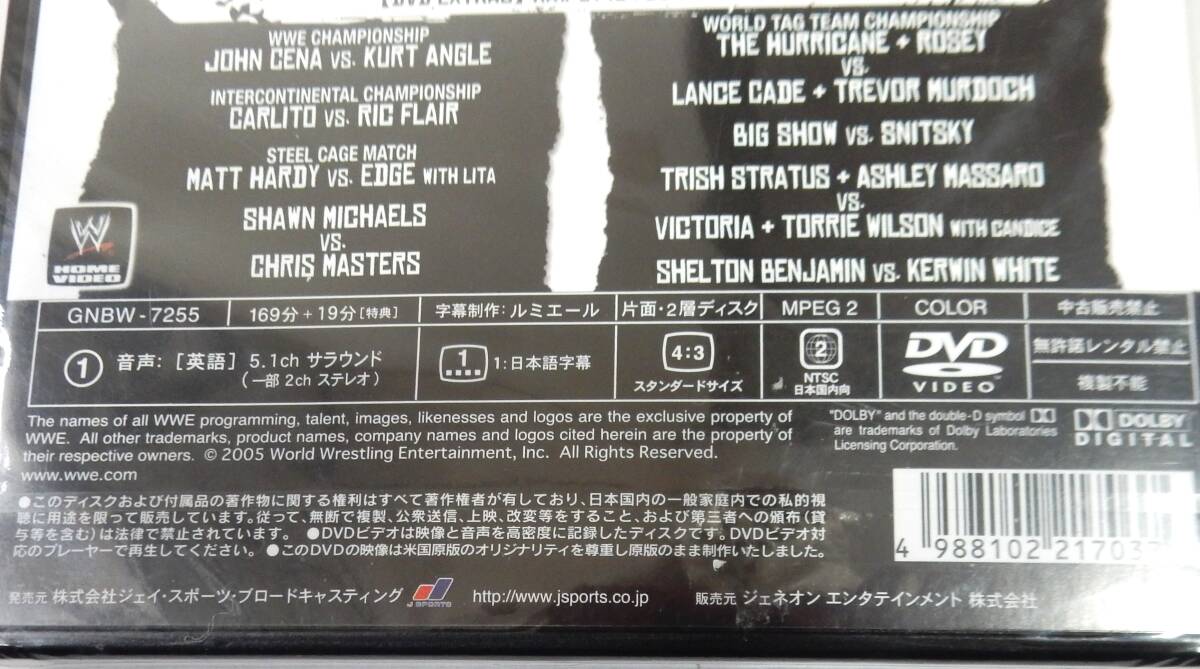 WWE CHAMPIONSHIP
JOHN CENA VS. KURT ANGLE
INTERCONTINENTAL CHAMPIONSHIP
CARLITO VS. RIC FLAIR
STEEL CAGE MATCH
MATT HARDY VS. EDGE WITH LITA
SHAWN MICHAELS
VS.
CHRIS MASTERS
WORLD TAG TEAM CHAMPIONSHIP
THE HURRICANE + ROSEY
VS.
LANCE CADE + TREVOR MURDOCH
BIG SHOW VS. SNITSKY
TRISH STRATUS + ASHLEY MASSARO
VS.
VICTORIA + TORRIE WILSON WITH CANDICE
SHELTON BENJAMIN VS. KERWIN WHITE
W
HOME
VIDEO
GNBW-7255
169分+19分[特典]
字幕制作:ルミエール
片面・2層ディスク
MPEG 2
COLOR
中古販売禁止
1 音声:[英語] 5.1ch サラウンド
(一部 2ch ステレオ)
1
1:日本語字幕
4:3
スタンダードサイズ
2
NTSC
日本国内向
DVD
VIDEO
無許諾レンタル禁止
複製不能
The names of all WWE programming, talent, images, likenesses and logos are the exclusive property of
WWE. All other trademarks, product names, company names and logos cited herein are the property of
their respective owners. © 2005 World Wrestling Entertainment, Inc. All Rights Reserved.
www.wwe.com
"DOLBY" and the double-D symbol
are trademarks of Dolby Laboratories
Licensing Corporation.
DOLBY
DIGITAL
●このディスクおよび付属品の著作物に関する権利はすべて著作権者が有しており、日本国内の一般家庭内での私的視
聴に用途を限って販売しています。従って、無断で複製、公衆送信、上映、改変等をすること、および第三者への頒布(貸
与等を含む)は法律で禁止されています。 ●DVDビデオは映像と音声を高密度に記録したディスクです。DVDビデオ対
応のプレーヤーで再生してください。 ●このDVDの映像は米国原版のオリジナリティを尊重し原版のまま制作いたしました。
4 988102 217037
発売元 株式会社ジェイ・スポーツ・ブロードキャスティング
J SPORTS
http://www.jsports.co.jp
販売元 ジェネオン エンタテインメント 株式会社